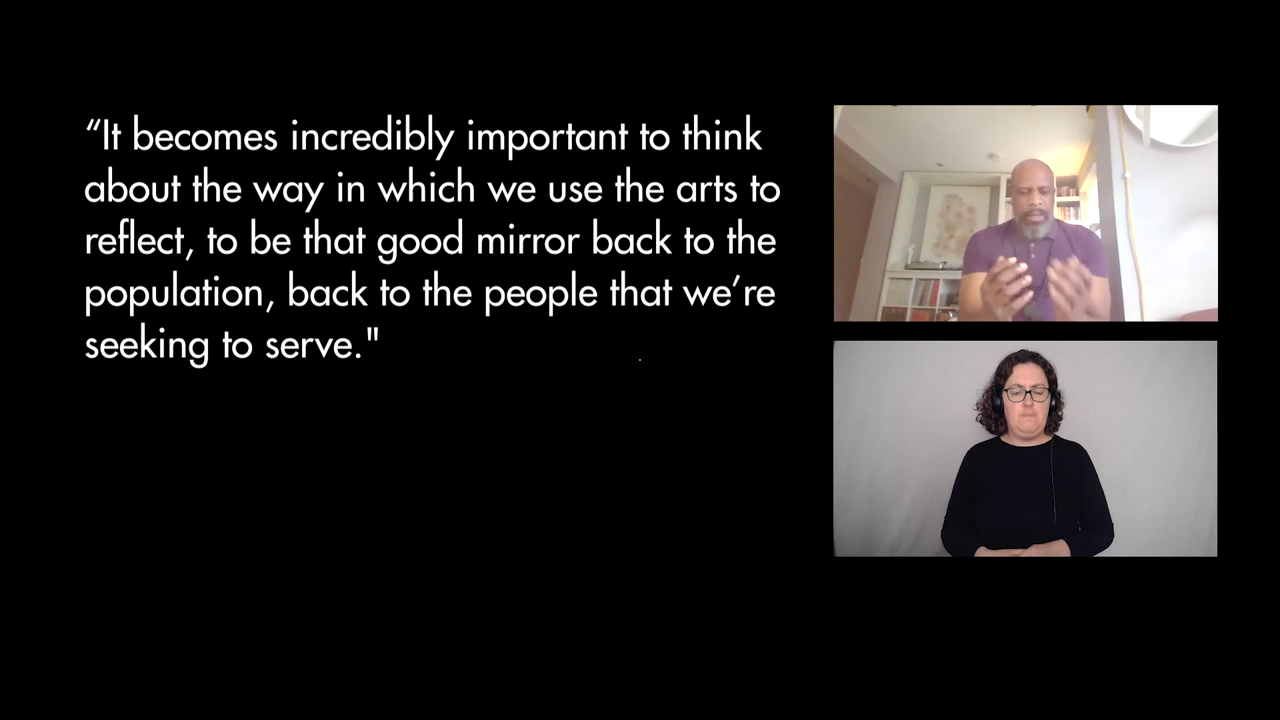 “It becomes incredibly important to think
about the way in which we use the arts to
reflect, to be that good mirror back to the
population, back to the people that we’re
seeking to serve."